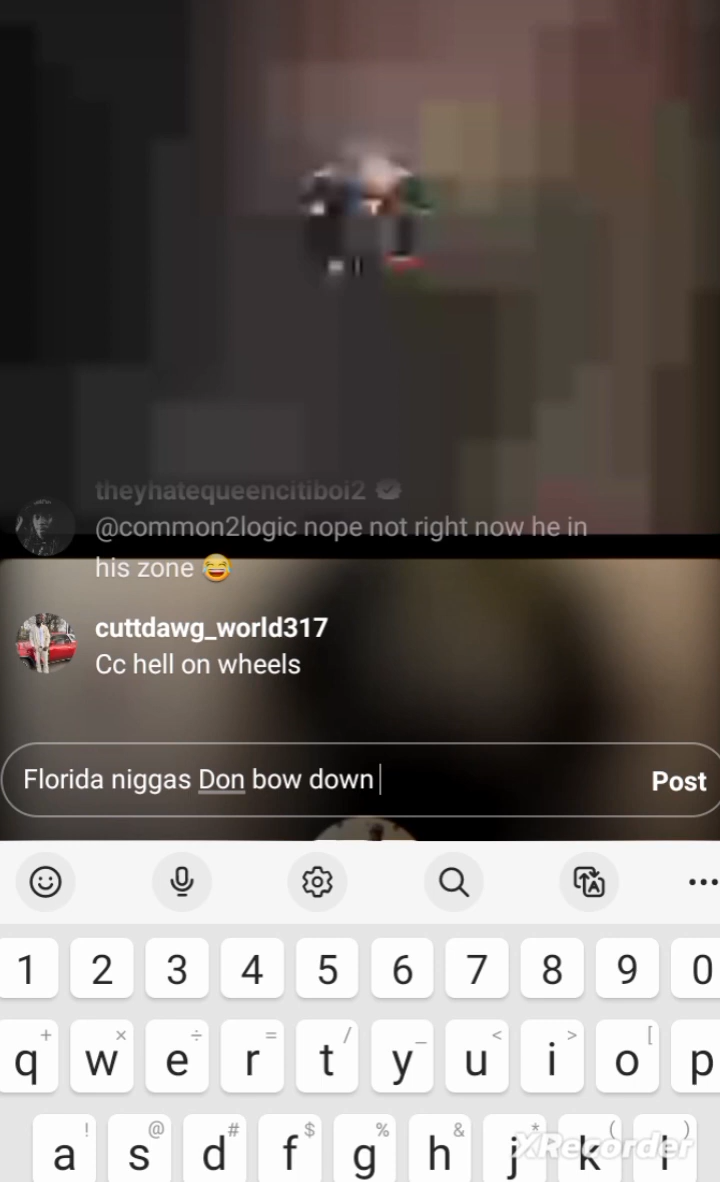 theyhatequeencitiboi2
@common2logic nope not right now he in
his zone 😂
cuttdawg_world317
Cc hell on wheels
Florida niggas Don bow down
Post
1 2 3 4 5 6 7 8 9 0
+ × ÷ = / _ < > [
q w e r t y u i o p
! @ # $ % & * ( )
a s d f g h j k l
XRecorder